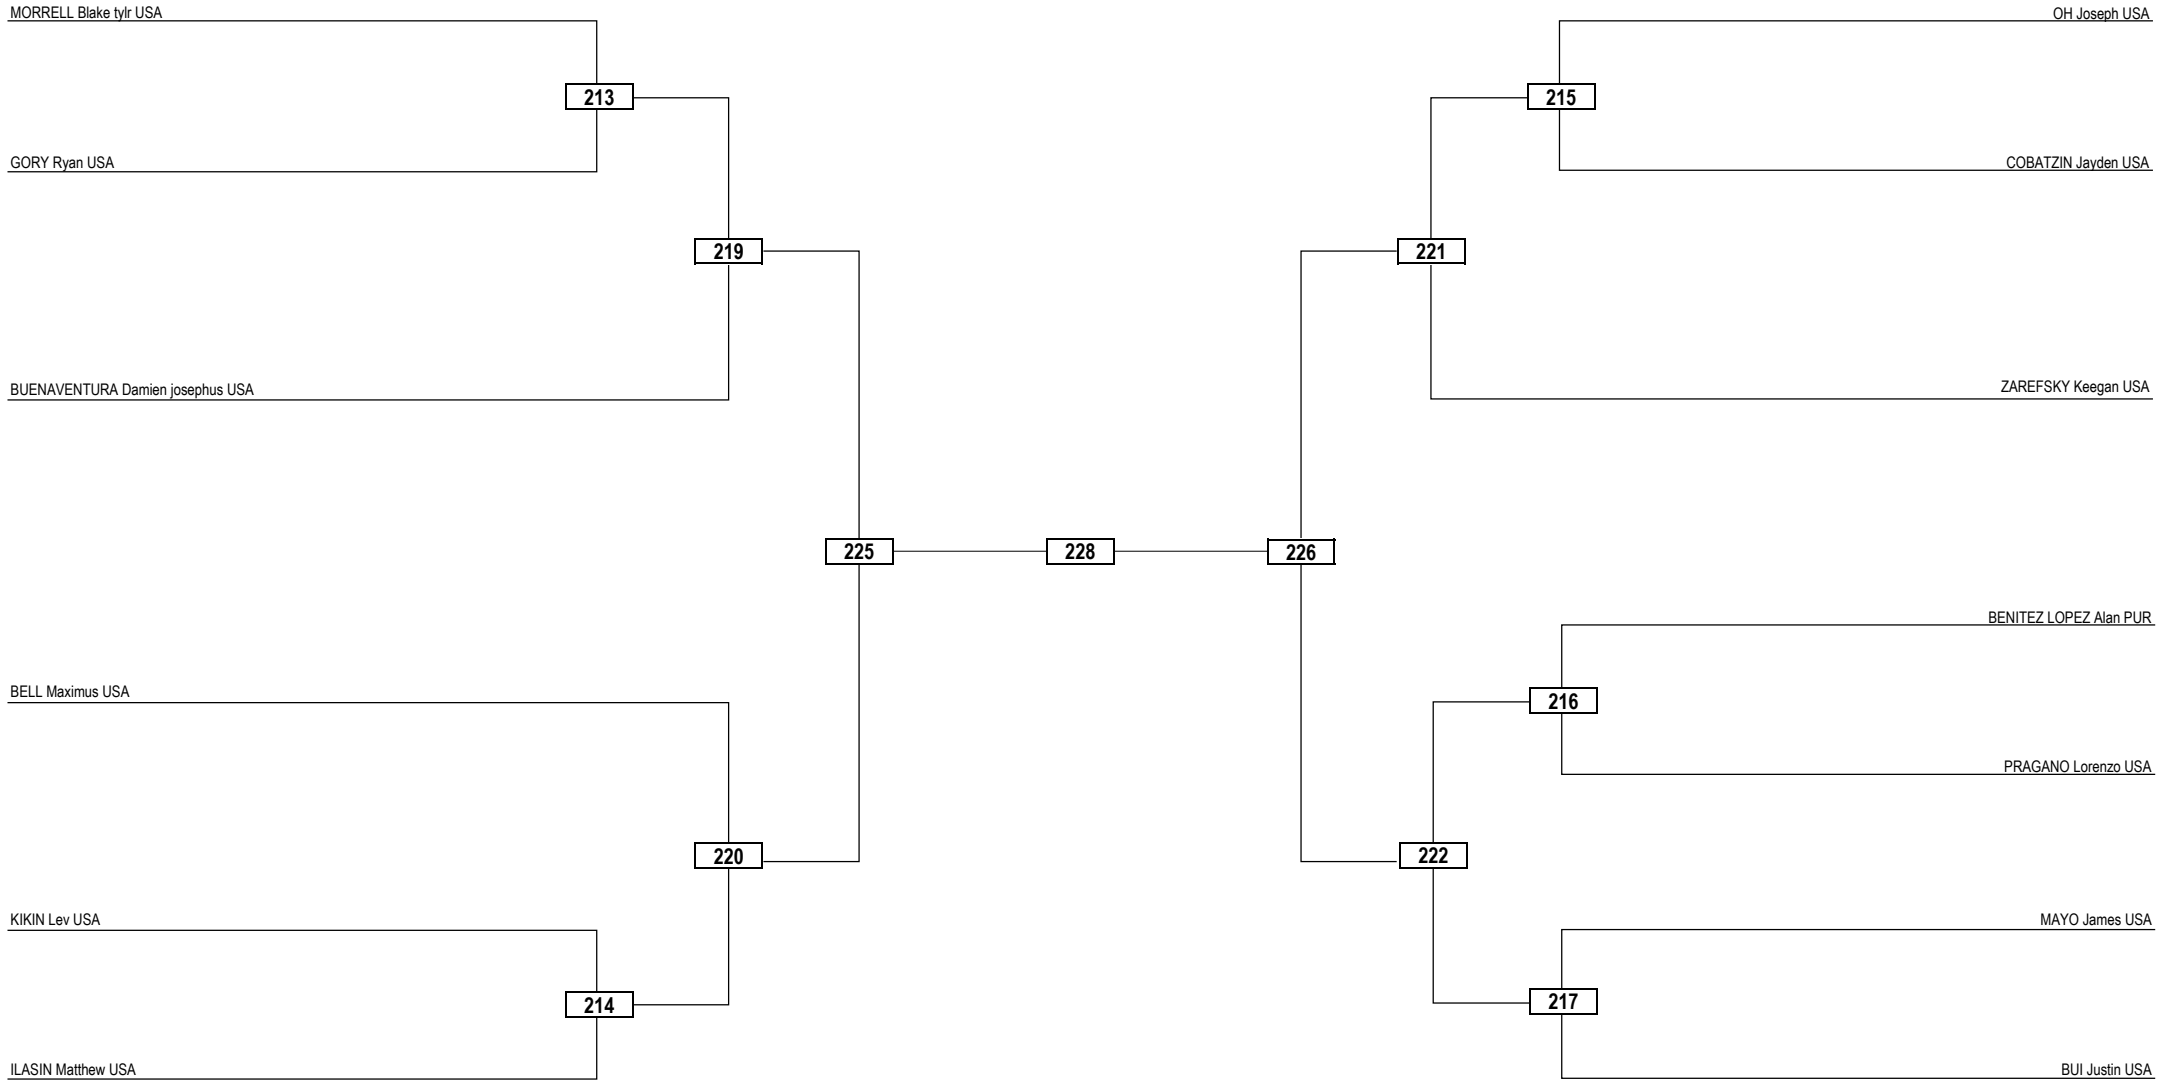 MORRELL Blake tylr USA
OH Joseph USA
213
215
GORY Ryan USA
COBATZIN Jayden USA
219
221
BUENAVENTURA Damien josephus USA
ZAREFSKY Keegan USA
225
228
226
BENITEZ LOPEZ Alan PUR
BELL Maximus USA
216
PRAGANO Lorenzo USA
220
222
KIKIN Lev USA
MAYO James USA
214
217
ILASIN Matthew USA
BUI Justin USA